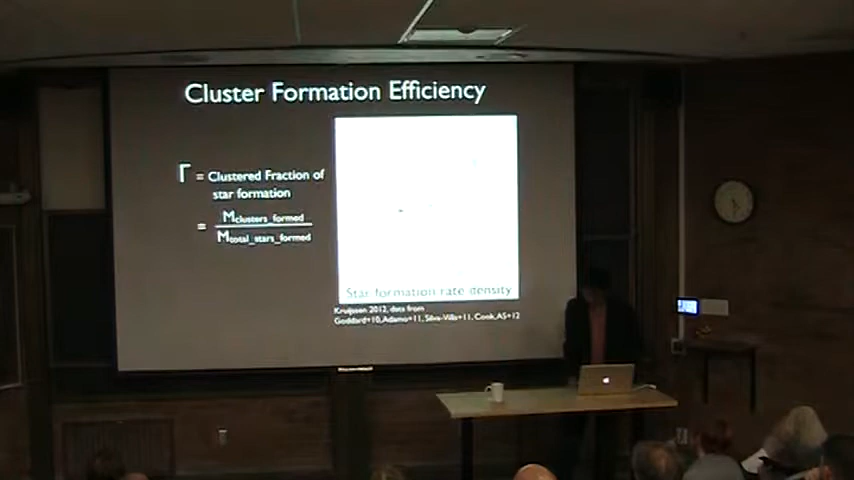 Cluster Formation Efficiency
Γ = Clustered Fraction of
star formation
= Mclusters_formed
Mtotal_stars_formed
Star formation rate density
Kruijssen 2012, data from
Goddard+10, Adamo+11, Silva-Villa+11, Cook, AS+12